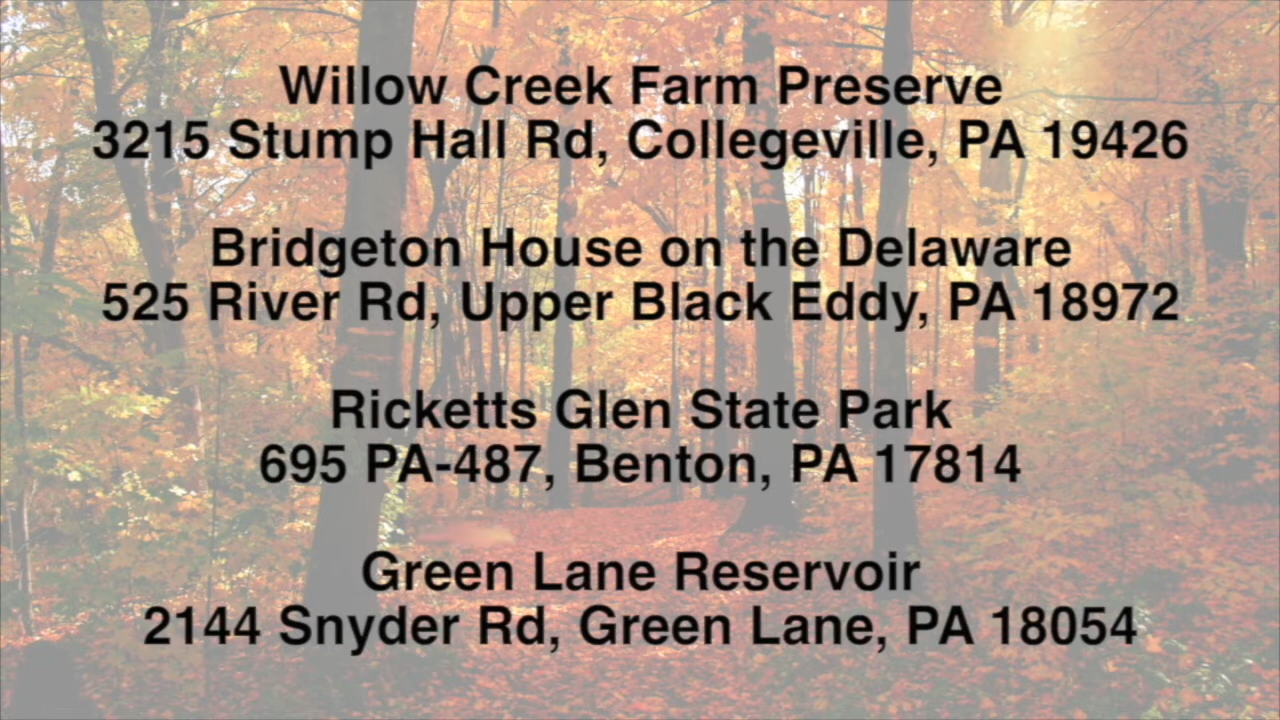 Willow Creek Farm Preserve
3215 Stump Hall Rd, Collegeville, PA 19426
Bridgeton House on the Delaware
525 River Rd, Upper Black Eddy, PA 18972
Ricketts Glen State Park
695 PA-487, Benton, PA 17814
Green Lane Reservoir
2144 Snyder Rd, Green Lane, PA 18054